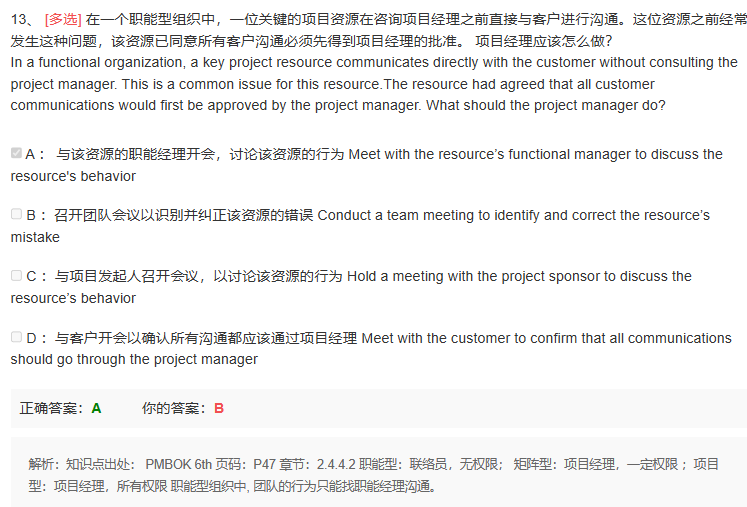 13、 [多选] 在一个职能型组织中，一位关键的项目资源在咨询项目经理之前直接与客户进行沟通。这位资源之前经常
发生这种问题，该资源已同意所有客户沟通必须先得到项目经理的批准。 项目经理应该怎么做?
In a functional organization, a key project resource communicates directly with the customer without consulting the
project manager. This is a common issue for this resource.The resource had agreed that all customer
communications would first be approved by the project manager. What should the project manager do?
A： 与该资源的职能经理开会，讨论该资源的行为 Meet with the resource’s functional manager to discuss the
resource's behavior
B： 召开团队会议以识别并纠正该资源的错误 Conduct a team meeting to identify and correct the resource’s
mistake
C： 与项目发起人召开会议，以讨论该资源的行为 Hold a meeting with the project sponsor to discuss the
resource’s behavior
D： 与客户开会以确认所有沟通都应该通过项目经理 Meet with the customer to confirm that all communications
should go through the project manager
正确答案：A 你的答案：B
解析：知识点出处： PMBOK 6th 页码：P47 章节：2.4.4.2 职能型：联络员，无权限； 矩阵型：项目经理，一定权限 ；项目
型：项目经理，所有权限 职能型组织中, 团队的行为只能找职能经理沟通。